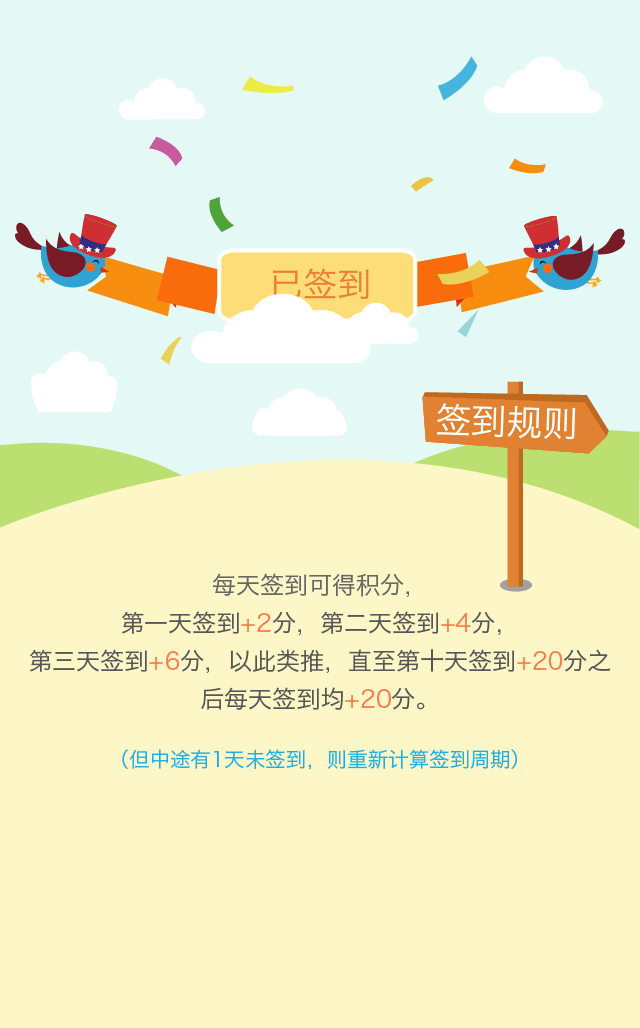 已签到
签到规则
每天签到可得积分，
第一天签到+2分，第二天签到+4分，
第三天签到+6分，以此类推，直至第十天签到+20分之
后每天签到均+20分。
（但中途有1天未签到，则重新计算签到周期）